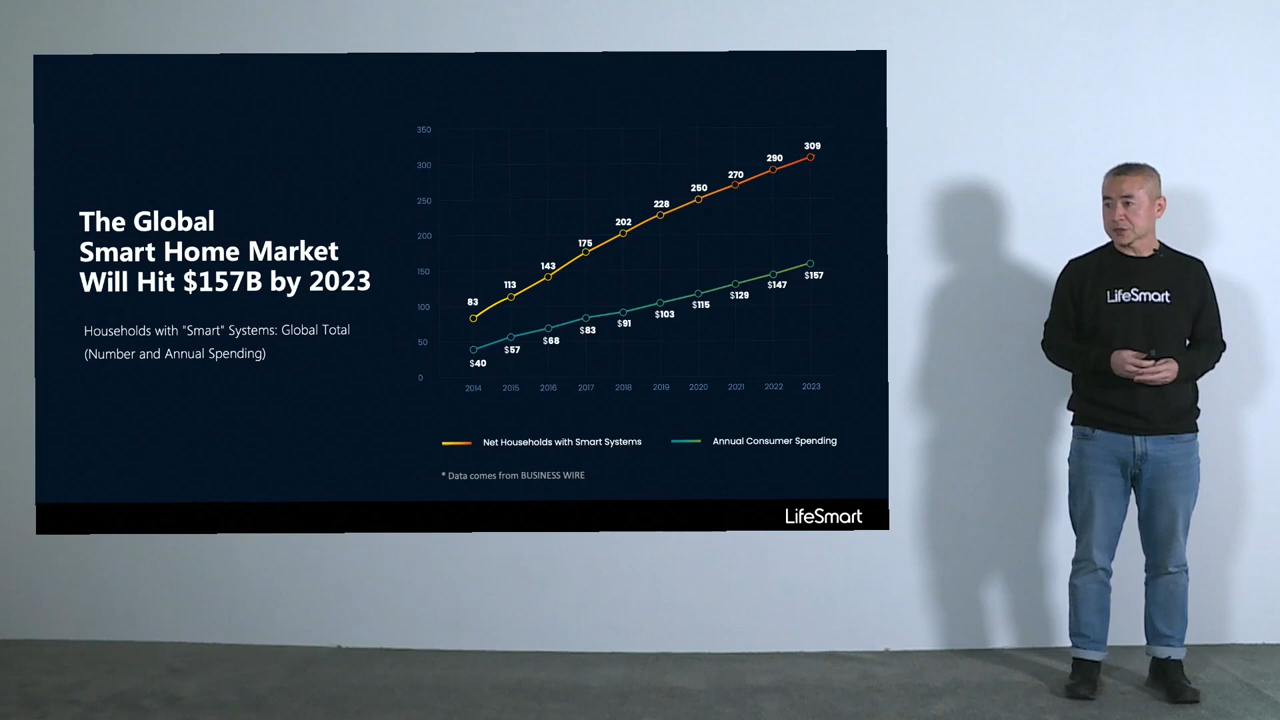 The Global
Smart Home Market
Will Hit $157B by 2023
Households with "Smart" Systems: Global Total
(Number and Annual Spending)
350
300
250
200
150
100
50
0
83
113
143
175
202
228
250
270
290
309
$40
$57
$68
$83
$91
$103
$115
$129
$147
$157
2014 2015 2016 2017 2018 2019 2020 2021 2022 2023
Net Households with Smart Systems
Annual Consumer Spending
* Data comes from BUSINESS WIRE
LifeSmart
LifeSmart